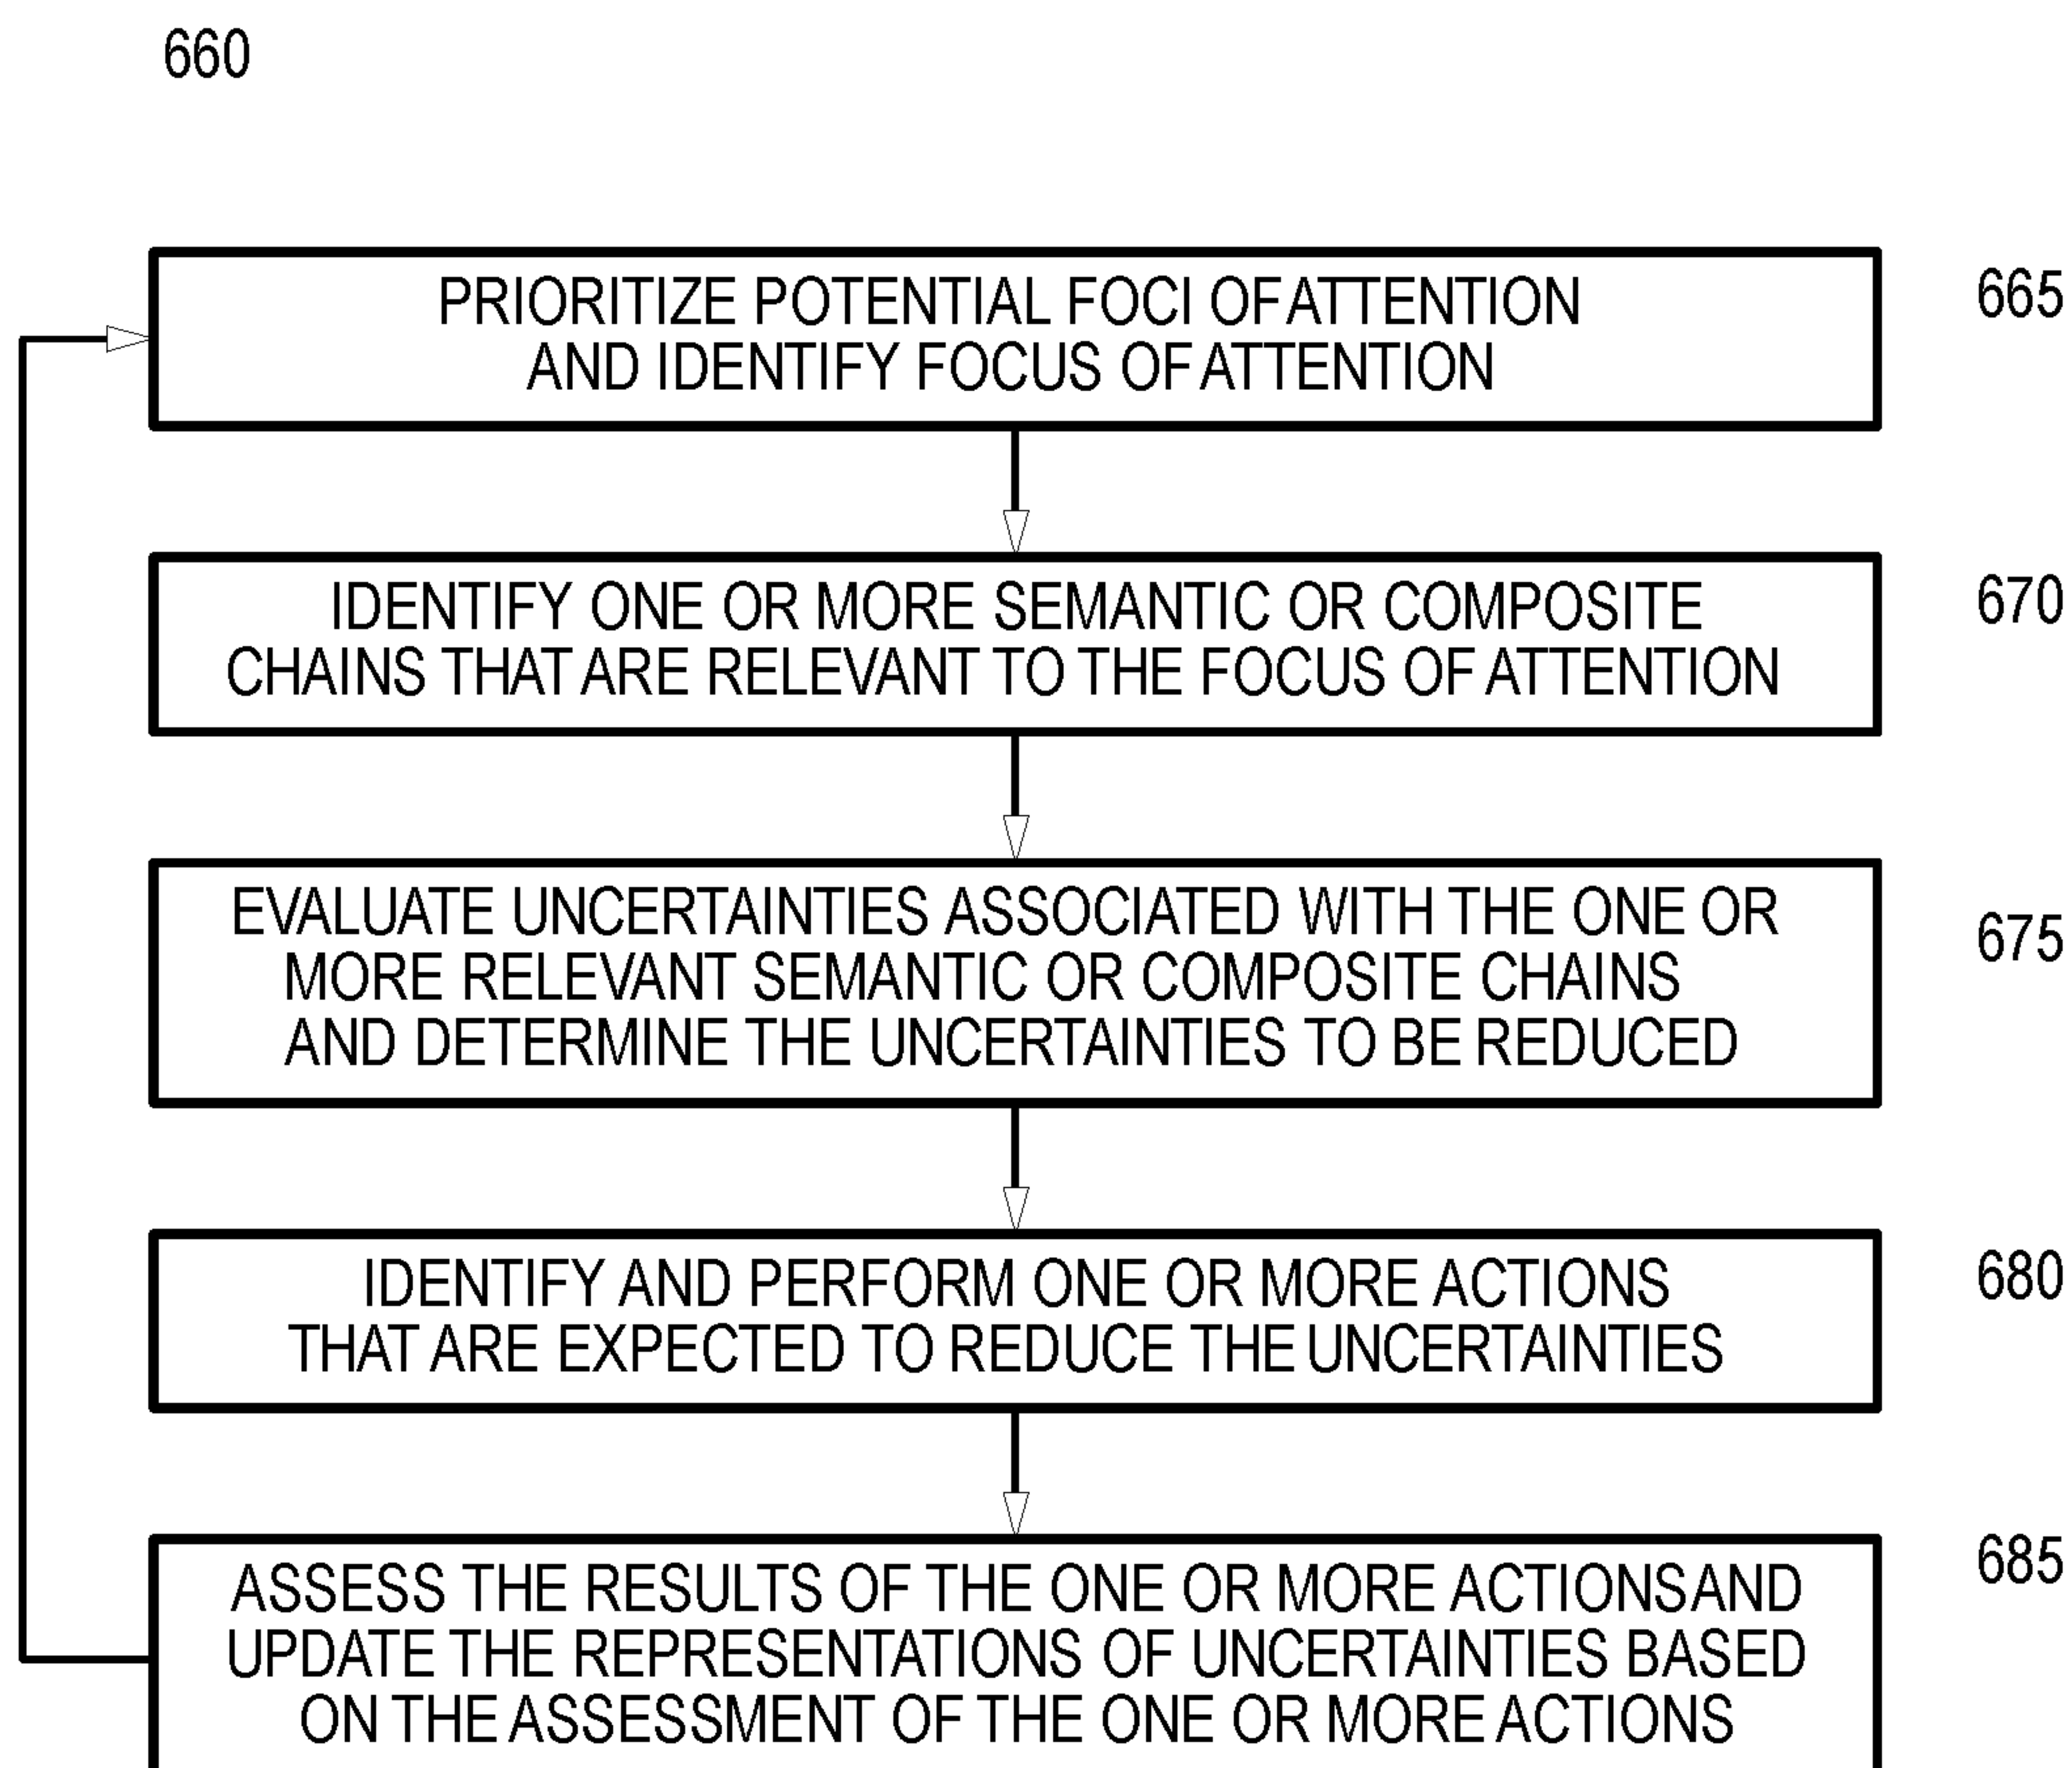 660
PRIORITIZE POTENTIAL FOCI OF ATTENTION
AND IDENTIFY FOCUS OF ATTENTION
665
IDENTIFY ONE OR MORE SEMANTIC OR COMPOSITE
CHAINS THAT ARE RELEVANT TO THE FOCUS OF ATTENTION
670
EVALUATE UNCERTAINTIES ASSOCIATED WITH THE ONE OR
MORE RELEVANT SEMANTIC OR COMPOSITE CHAINS
AND DETERMINE THE UNCERTAINTIES TO BE REDUCED
675
IDENTIFY AND PERFORM ONE OR MORE ACTIONS
THAT ARE EXPECTED TO REDUCE THE UNCERTAINTIES
680
ASSESS THE RESULTS OF THE ONE OR MORE ACTIONS AND
UPDATE THE REPRESENTATIONS OF UNCERTAINTIES BASED
ON THE ASSESSMENT OF THE ONE OR MORE ACTIONS
685